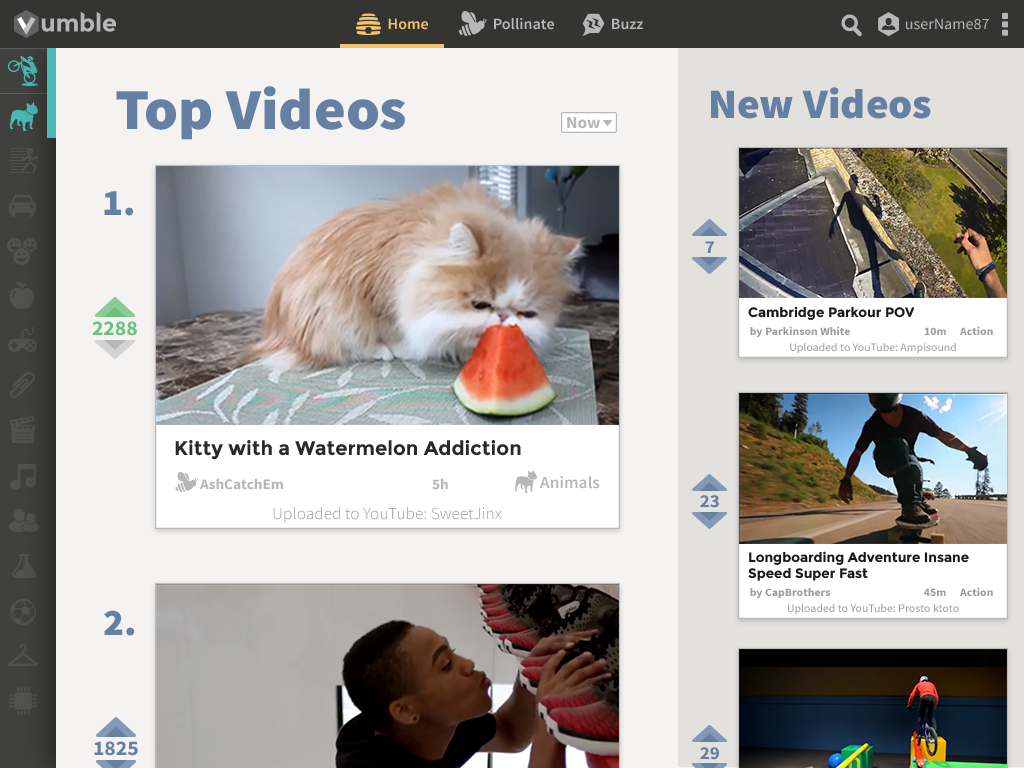 Vumble
Home
Pollinate
Buzz
userName87
Top Videos
Now
1.
2288
Kitty with a Watermelon Addiction
AshCatchEm
5h
Animals
Uploaded to YouTube: SweetJinx
2.
1825
New Videos
7
Cambridge Parkour POV
by Parkinson White
10m
Action
Uploaded to YouTube: Ampisound
23
Longboarding Adventure Insane
Speed Super Fast
by CapBrothers
45m
Action
Uploaded to YouTube: Prosto ktoto
29